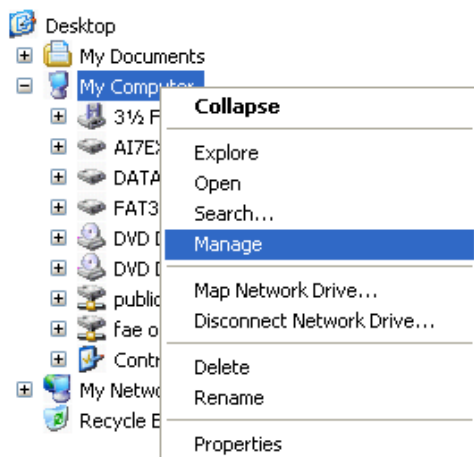 Desktop
My Documents
My Computer
Collapse
3½ F
AI7EX
Explore
DATA
Open
FAT3
Search...
DVD D
Manage
DVD D
public
Map Network Drive...
fae o
Disconnect Network Drive...
Contr
Delete
My Netwo
Rename
Recycle B
Properties